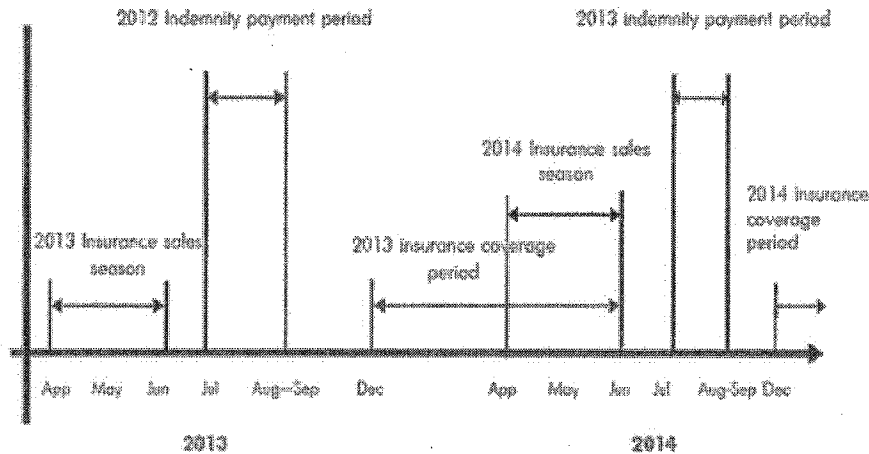 2012 Indemnity payment period
2013 indemnity payment period
2014 Insurance sales
season
2014 insurance
coverage
period
2013 Insurance sales
season
2013 insurance coverage
period
App May Jun Jul Aug-Sep Dec App May Jun Jul Aug-Sep Dec
2013 2014